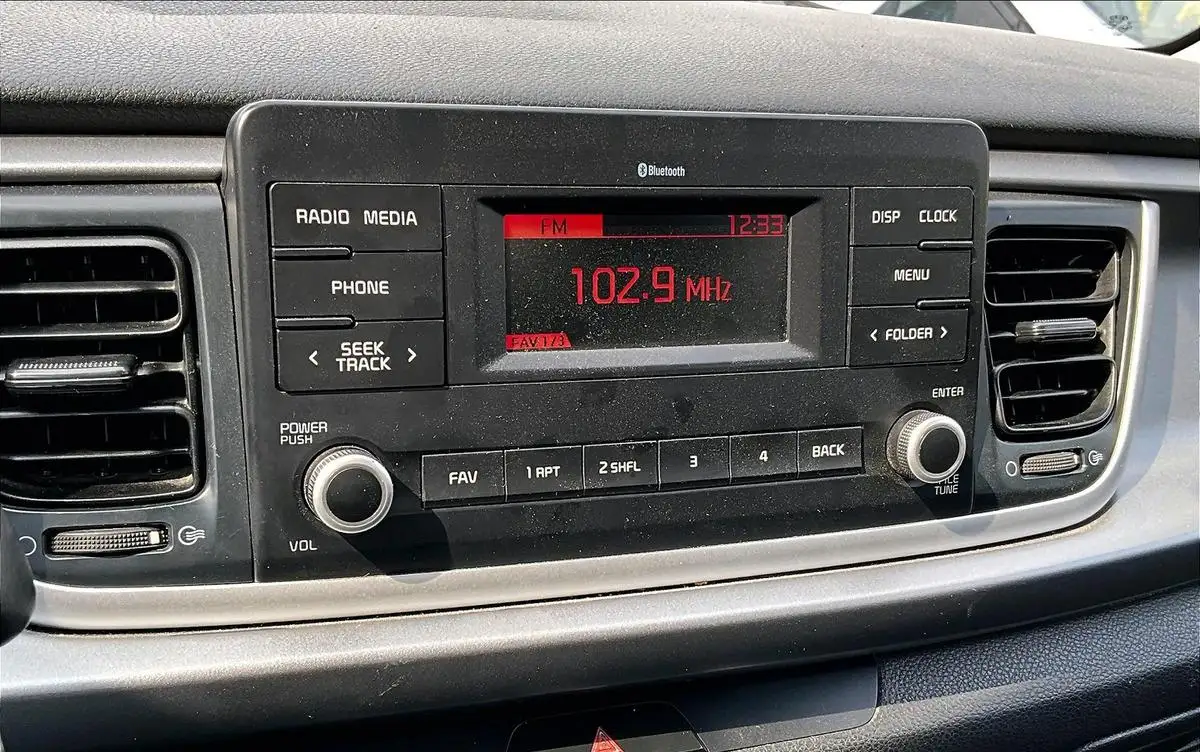 Bluetooth
RADIO MEDIA
FM 12:33
DISP CLOCK
PHONE
102.9 MHz
MENU
< SEEK TRACK >
FAV 1/3
< FOLDER >
POWER
PUSH
VOL
FAV
1 RPT
2 SHFL
3
4
BACK
ENTER
TUNE